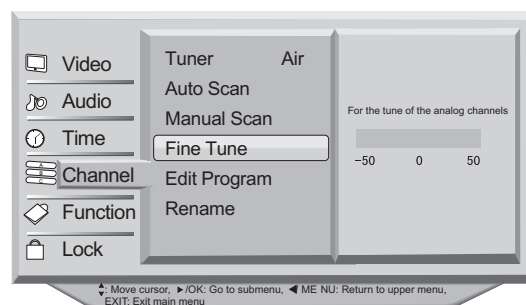 Video
Audio
Time
Channel
Function
Lock
Tuner Air
Auto Scan
Manual Scan
Fine Tune
Edit Program
Rename
For the tune of the analog channels
−50 0 50
: Move cursor, ▶/OK: Go to submenu, ◀ ME NU: Return to upper menu,
EXIT: Exit main menu